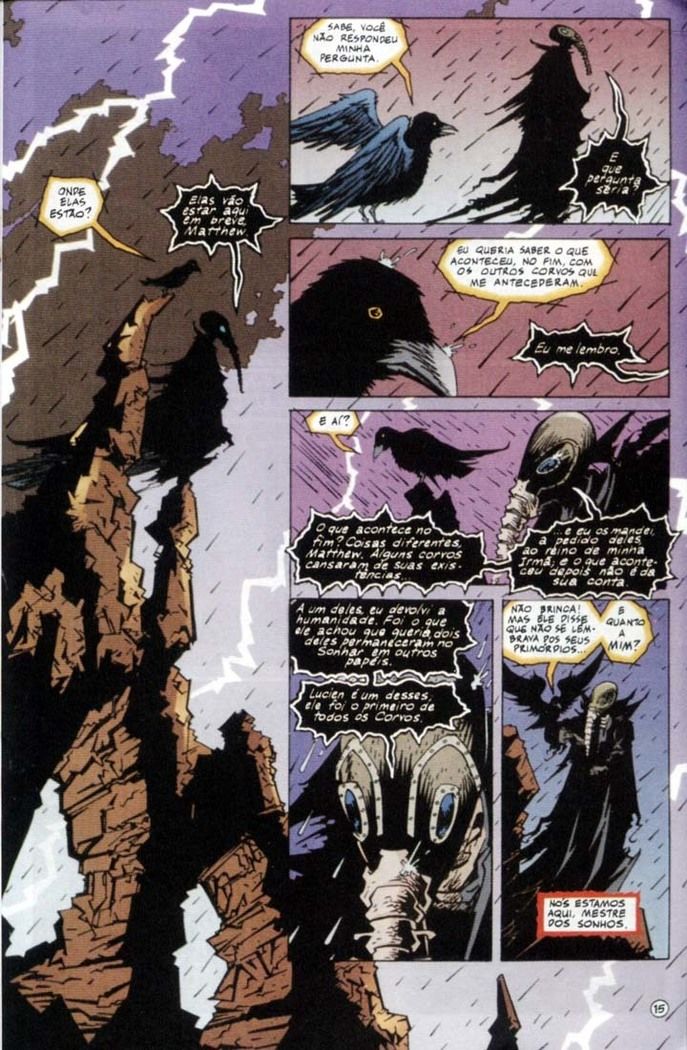 ONDE
ELAS
ESTÃO?
Elas vão
estar aqui
em breve,
Matthew.
SABE, VOCÊ
NÃO RESPONDEU
MINHA
PERGUNTA.
E
que
pergunta
seria?
EU QUERIA SABER O QUE
ACONTECEU, NO FIM, COM
OS OUTROS CORVOS QUE
ME ANTECEDERAM.
Eu me lembro.
E AÍ?
O que acontece no
fim? Coisas diferentes,
Matthew. Alguns corvos
cansaram de suas exis-
tências...
...e eu os mandei,
a pedido deles,
ao reino de minha
Irmã; e o que aconte-
ceu depois não é da
sua conta.
A um deles, eu devolvi a
humanidade. Foi o que
ele achou que queria, dois
deles permaneceram no
Sonhar em outros
papéis.
Lucien é um desses,
ele foi o primeiro de
todos os Corvos.
NÃO BRINCA!
MAS ELE DISSE
QUE NÃO SE LEM-
BRAVA DOS SEUS
PRIMÓRDIOS...
E
QUANTO
A
MIM?
NÓS ESTAMOS
AQUI, MESTRE
DOS SONHOS.
15